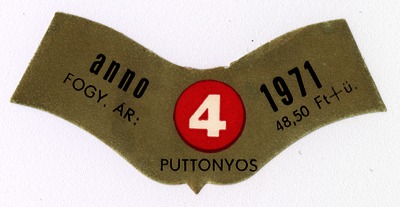 anno 1971
FOGY. ÁR: 48,50 Ft+ü.
4
PUTTONYOS